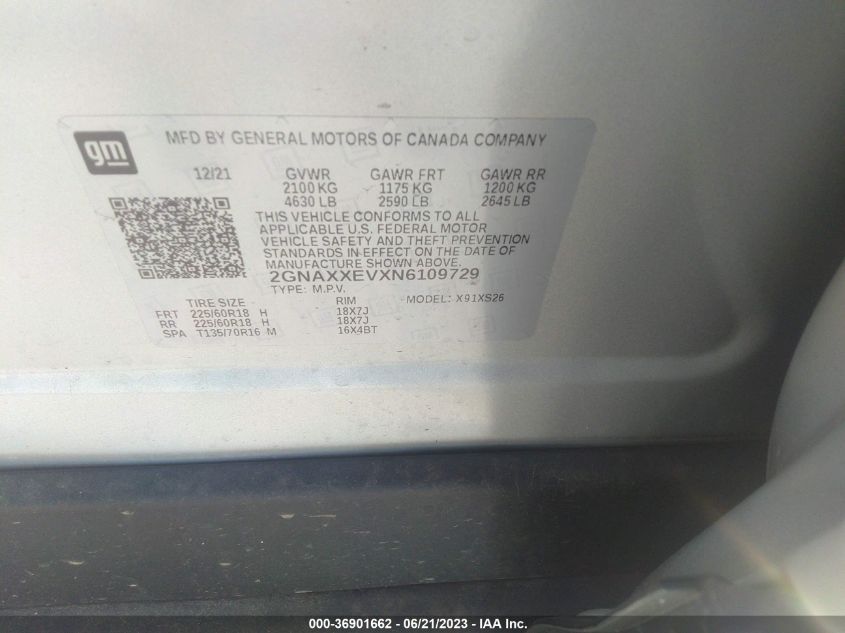 gm
MFD BY GENERAL MOTORS OF CANADA COMPANY
12/21 GVWR GAWR FRT GAWR RR
2100 KG 1175 KG 1200 KG
4630 LB 2590 LB 2645 LB
THIS VEHICLE CONFORMS TO ALL
APPLICABLE U.S. FEDERAL MOTOR
VEHICLE SAFETY AND THEFT PREVENTION
STANDARDS IN EFFECT ON THE DATE OF
MANUFACTURE SHOWN ABOVE.
2GNAXXEVXN6109729
TYPE: M.P.V. MODEL: X91XS26
TIRE SIZE RIM
FRT 225/60R18 H 18X7J
RR 225/60R18 H 18X7J
SPA T135/70R16 M 16X4BT
000-36901662 - 06/21/2023 - IAA Inc.